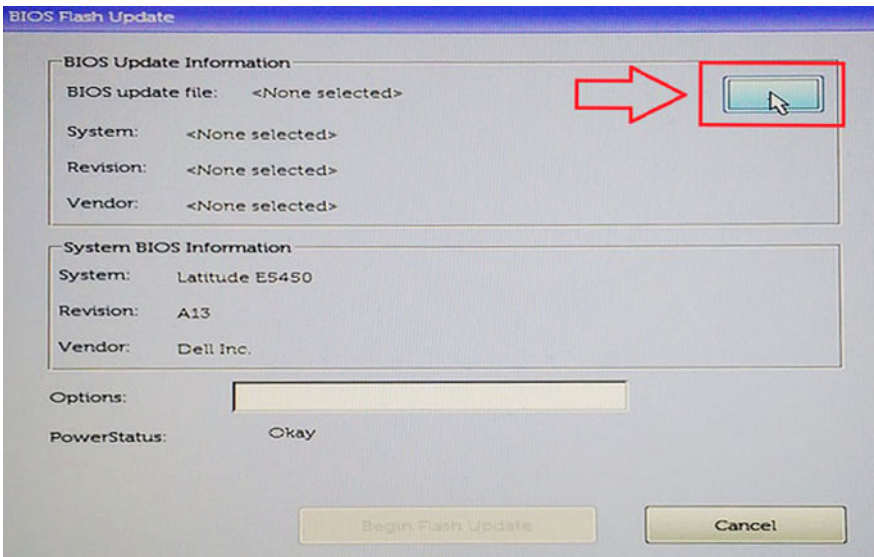 BIOS Flash Update
BIOS Update Information
BIOS update file: <None selected>
System: <None selected>
Revision: <None selected>
Vendor: <None selected>
System BIOS Information
System: Latitude E5450
Revision: A13
Vendor: Dell Inc.
Options:
PowerStatus: Okay
Begin Flash Update Cancel